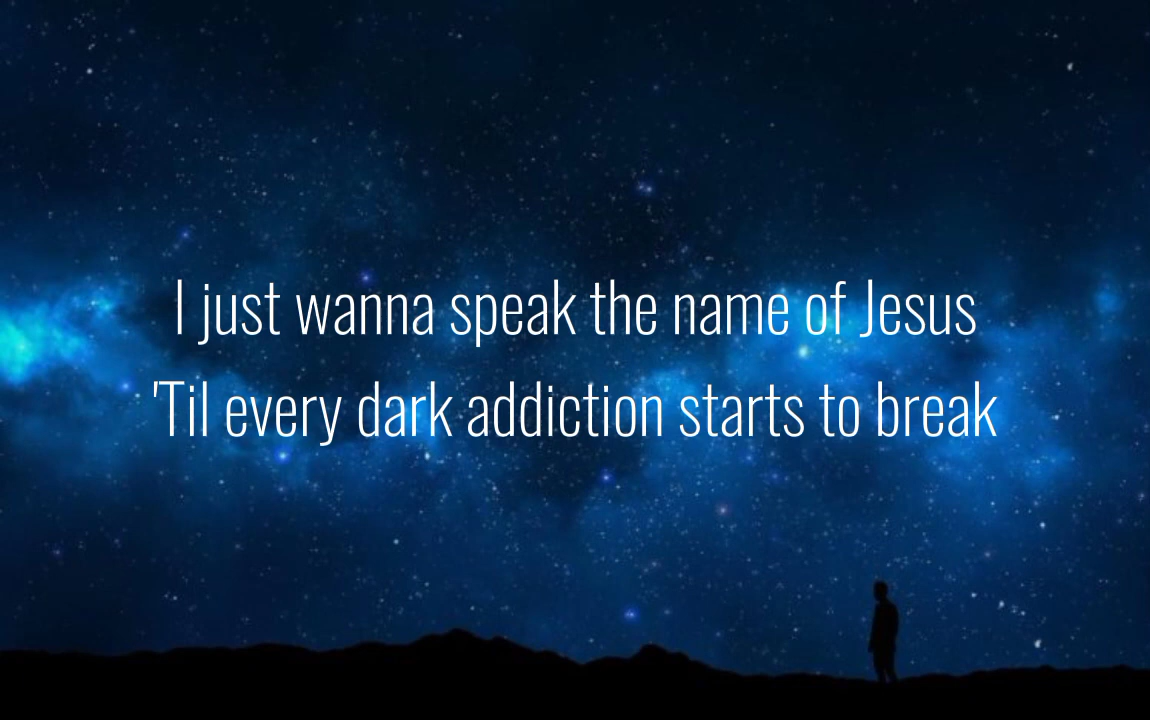 I just wanna speak the name of Jesus
'Til every dark addiction starts to break